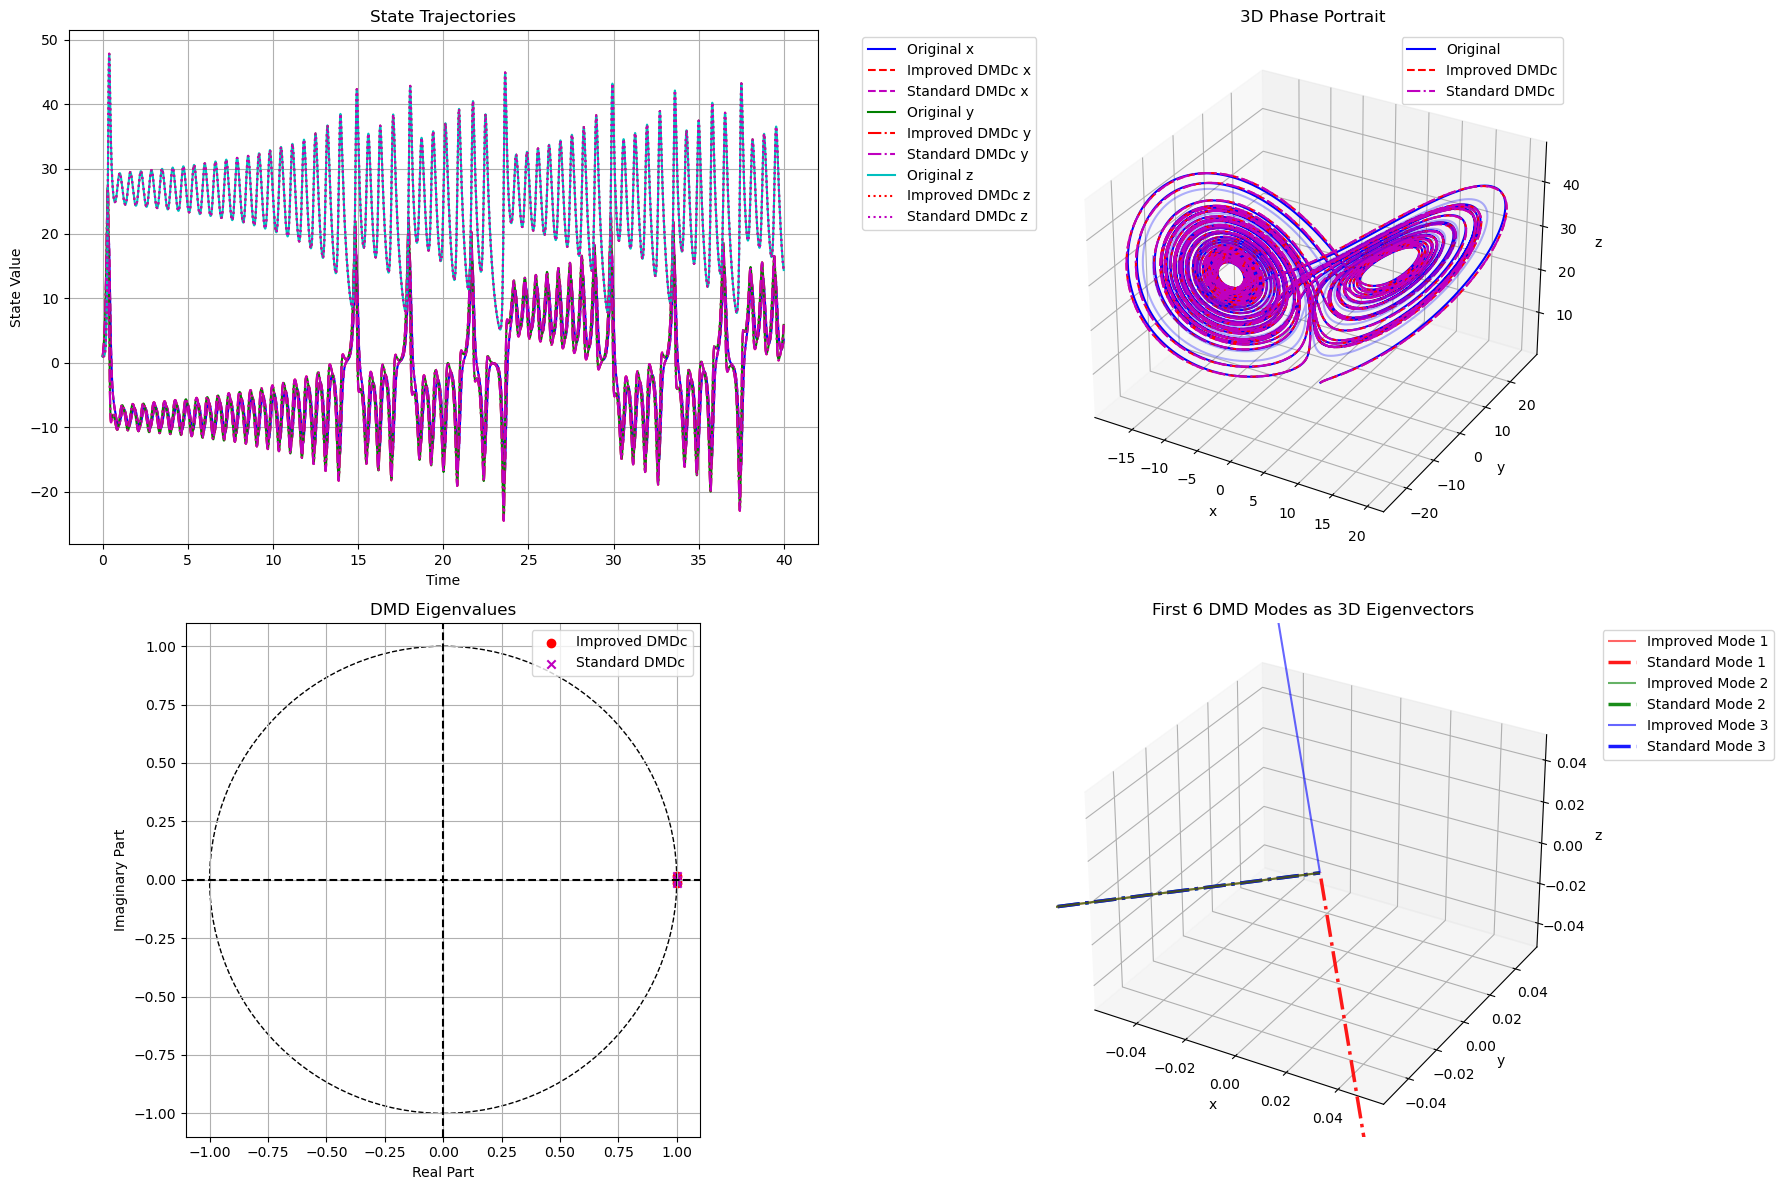 State Trajectories
50
40
30
20
10
0
−10
−20
State Value
0
5
10
15
20
25
30
35
40
Time
Original x
Improved DMDc x
Standard DMDc x
Original y
Improved DMDc y
Standard DMDc y
Original z
Improved DMDc z
Standard DMDc z
3D Phase Portrait
Original
Improved DMDc
Standard DMDc
40
30
20
10
z
−15
−10
−5
0
5
10
15
20
x
−20
−10
0
10
20
y
DMD Eigenvalues
Improved DMDc
Standard DMDc
1.00
0.75
0.50
0.25
0.00
−0.25
−0.50
−0.75
−1.00
Imaginary Part
−1.00
−0.75
−0.50
−0.25
0.00
0.25
0.50
0.75
1.00
Real Part
First 6 DMD Modes as 3D Eigenvectors
Improved Mode 1
Standard Mode 1
Improved Mode 2
Standard Mode 2
Improved Mode 3
Standard Mode 3
0.04
0.02
0.00
−0.02
−0.04
z
−0.04
−0.02
0.00
0.02
0.04
x
−0.04
−0.02
0.00
0.02
0.04
y